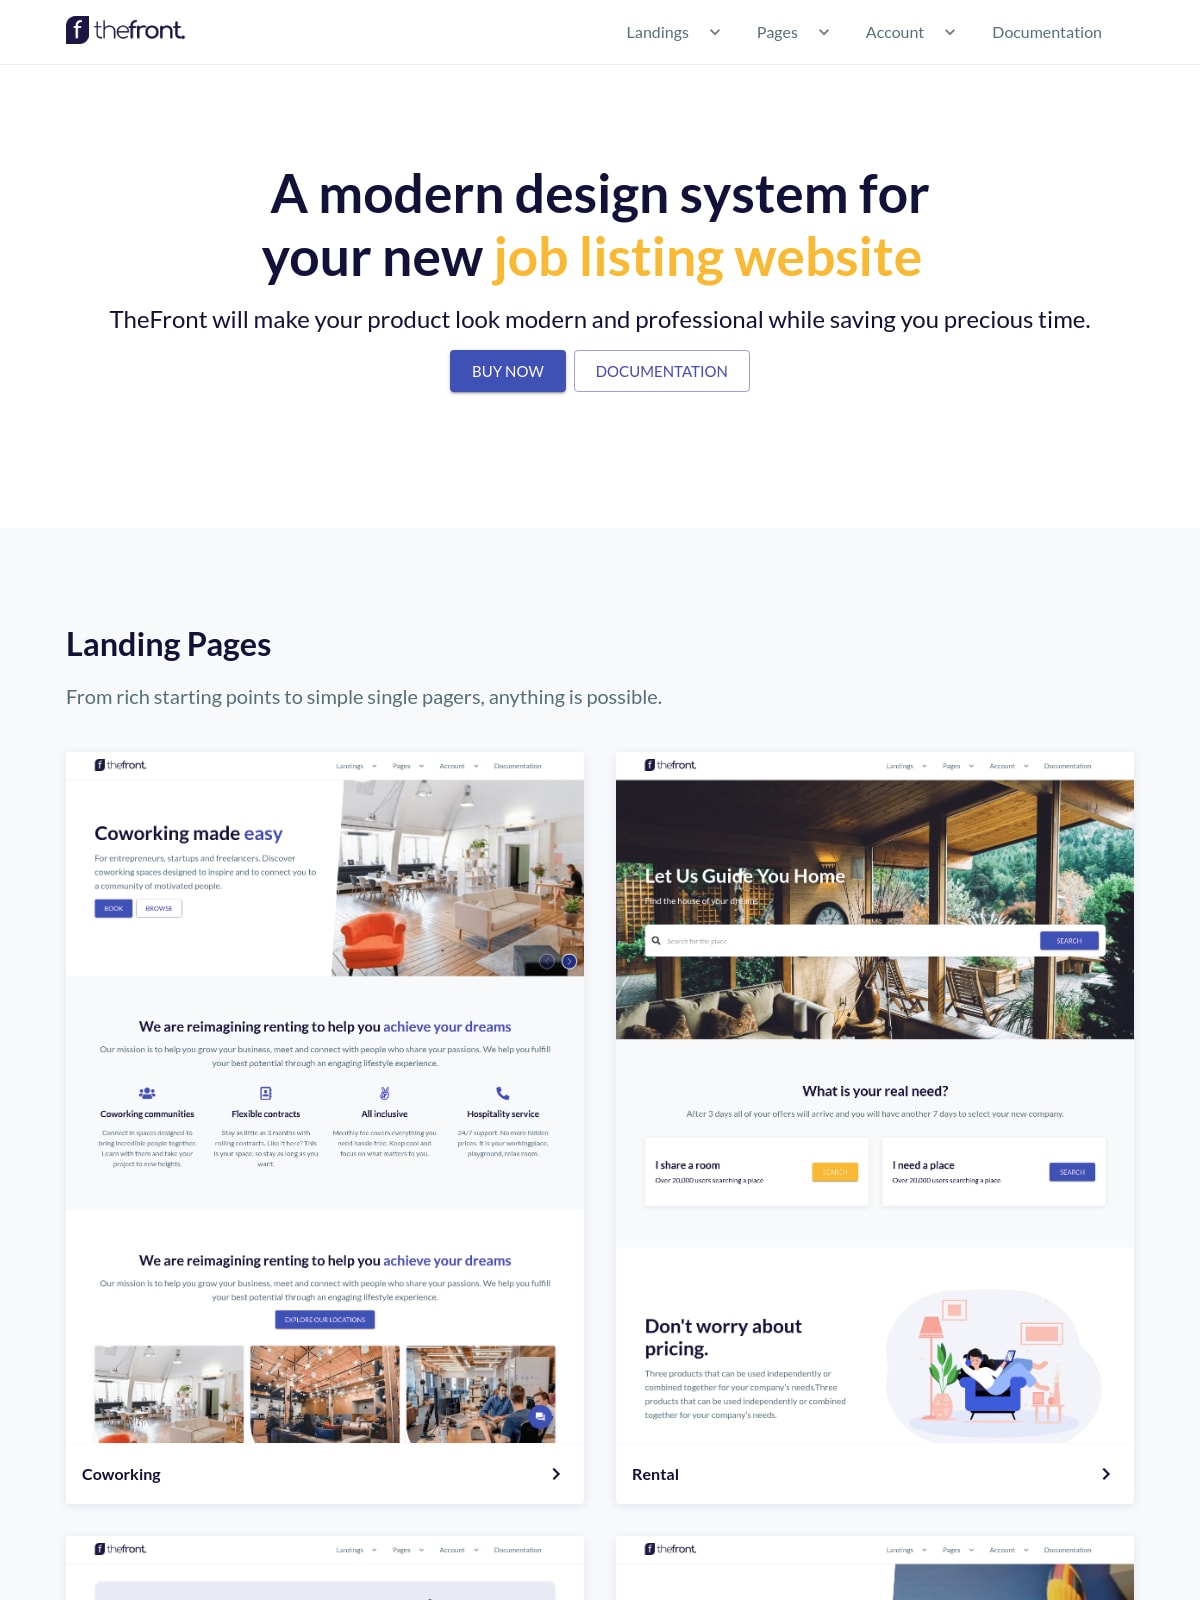 f thefront.
Landings Pages Account Documentation
A modern design system for
your new job listing website
TheFront will make your product look modern and professional while saving you precious time.
BUY NOW DOCUMENTATION
Landing Pages
From rich starting points to simple single pagers, anything is possible.
f thefront.
Landings Pages Account Documentation
Coworking made easy
For entrepreneurs, startups and freelancers. Discover
coworking spaces designed to inspire and to connect you to
a community of motivated people.
BOOK BROWSE
We are reimagining renting to help you achieve your dreams
Our mission is to help you grow your business, meet and connect with people who share your passions. We help you fulfill
your best potential through an engaging lifestyle experience.
Coworking communities
Connect in spaces designed to
bring incredible people together.
Learn with them and take your
project to new heights.
Flexible contracts
Stay as little as 3 months with
rolling contracts. Like it here? This
is your space, so stay as long as you
want.
All inclusive
Monthly fee covers everything you
need hassle free. Keep cool and
focus on what matters to you.
Hospitality service
24/7 support. No more hidden
prices. It is your workingplace,
playground, relax room.
We are reimagining renting to help you achieve your dreams
Our mission is to help you grow your business, meet and connect with people who share your passions. We help you fulfill
your best potential through an engaging lifestyle experience.
EXPLORE OUR LOCATIONS
Coworking
f thefront.
Landings Pages Account Documentation
Let Us Guide You Home
Find the house of your dreams
Search for the place SEARCH
What is your real need?
After 3 days all of your offers will arrive and you will have another 7 days to select your new company.
I share a room
Over 20,000 users searching a place
SEARCH
I need a place
Over 20,000 users searching a place
SEARCH
Don't worry about
pricing.
Three products that can be used independently or
combined together for your company's needs.Three
products that can be used independently or combined
together for your company's needs.
Rental
f thefront.
Landings Pages Account Documentation
f thefront.
Landings Pages Account Documentation